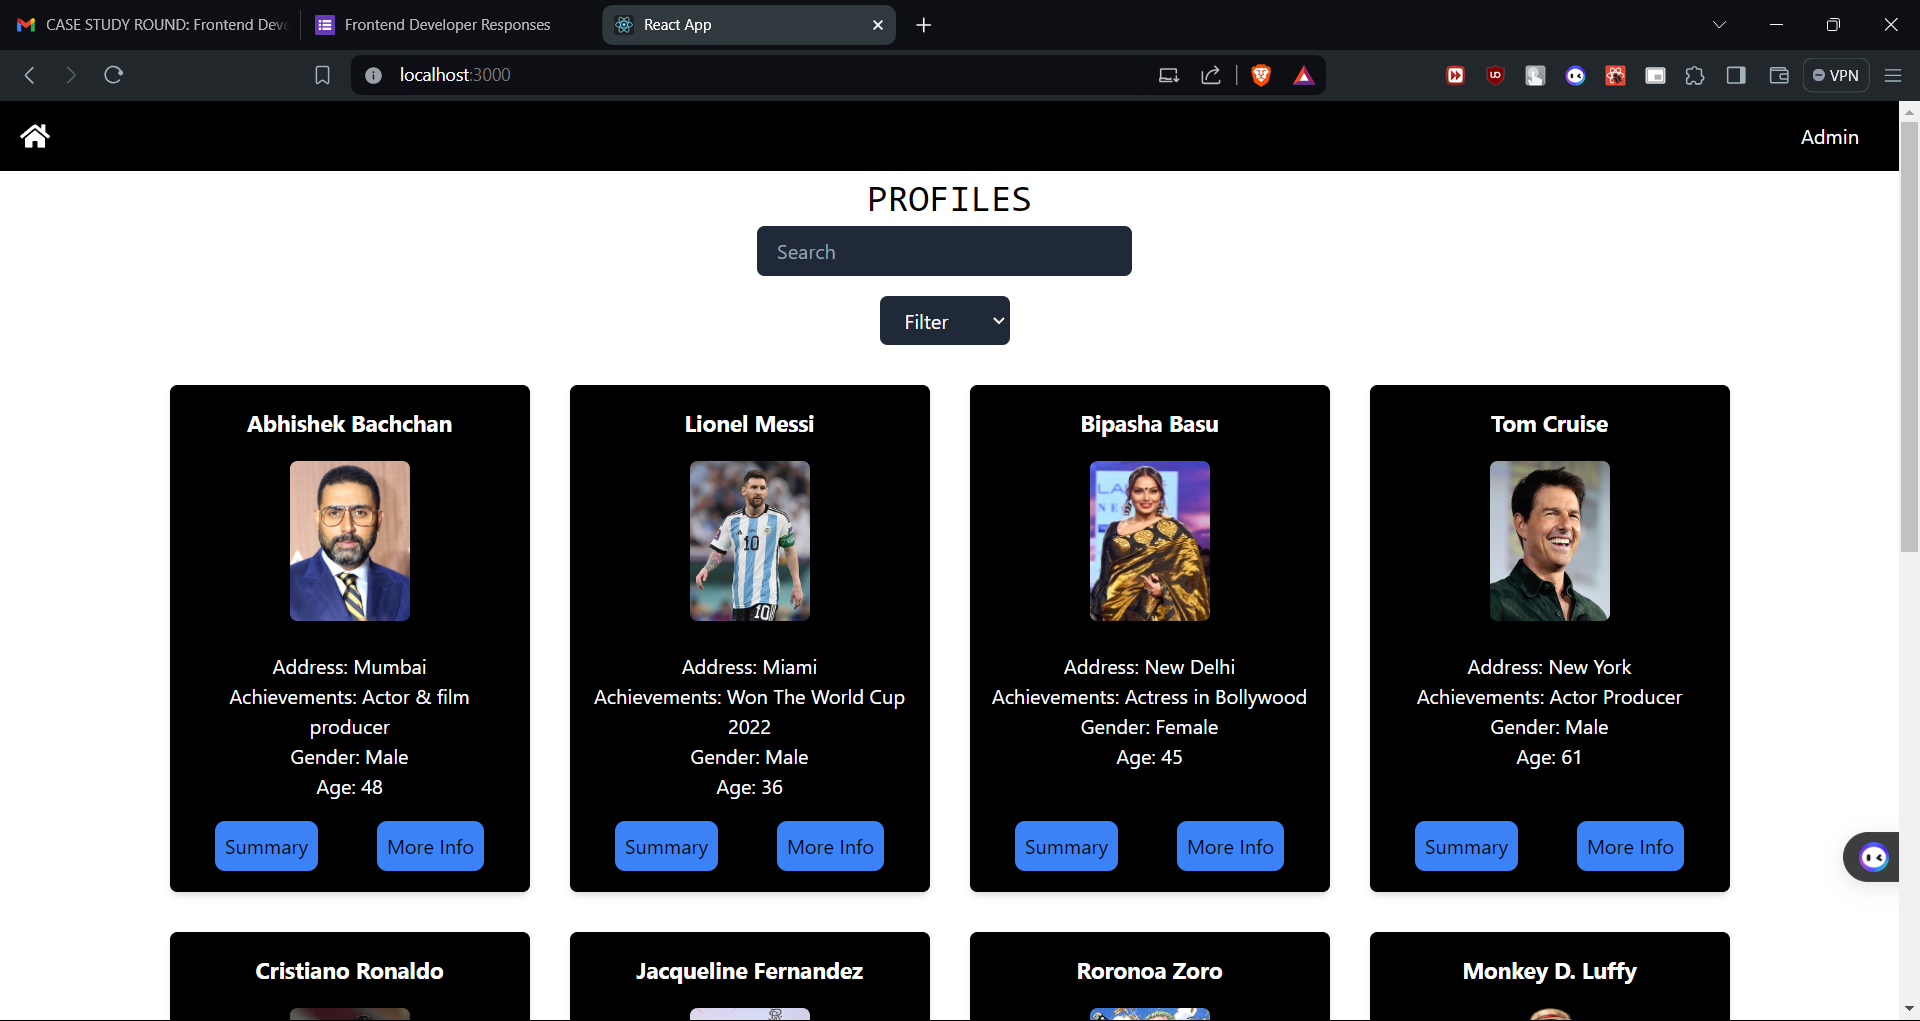 CASE STUDY ROUND: Frontend Deve
Frontend Developer Responses
React App
localhost:3000
VPN
Admin
PROFILES
Search
Filter
Abhishek Bachchan
Lionel Messi
Bipasha Basu
Tom Cruise
10
10
Address: Mumbai
Achievements: Actor & film
producer
Gender: Male
Age: 48
Address: Miami
Achievements: Won The World Cup
2022
Gender: Male
Age: 36
Address: New Delhi
Achievements: Actress in Bollywood
Gender: Female
Age: 45
Address: New York
Achievements: Actor Producer
Gender: Male
Age: 61
Summary
More Info
Summary
More Info
Summary
More Info
Summary
More Info
Cristiano Ronaldo
Jacqueline Fernandez
Roronoa Zoro
Monkey D. Luffy